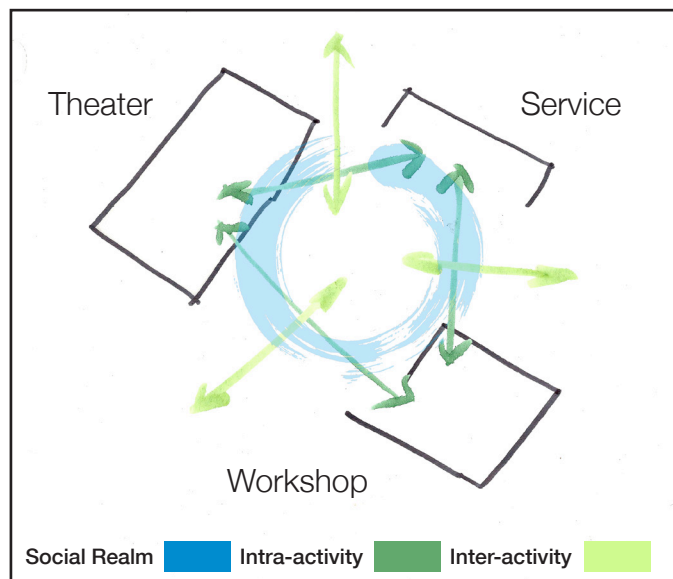 Theater
Service
Workshop
Social Realm Intra-activity Inter-activity